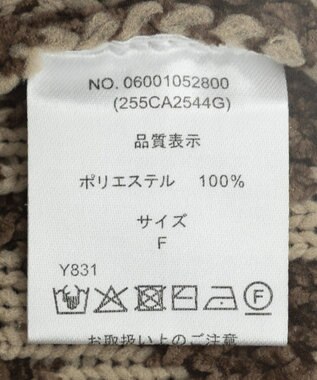 NO. 06001052800
(255CA2544G)
品質表示
ポリエステル 100%
サイズ
F
Y831
F
お取扱い上のご注意